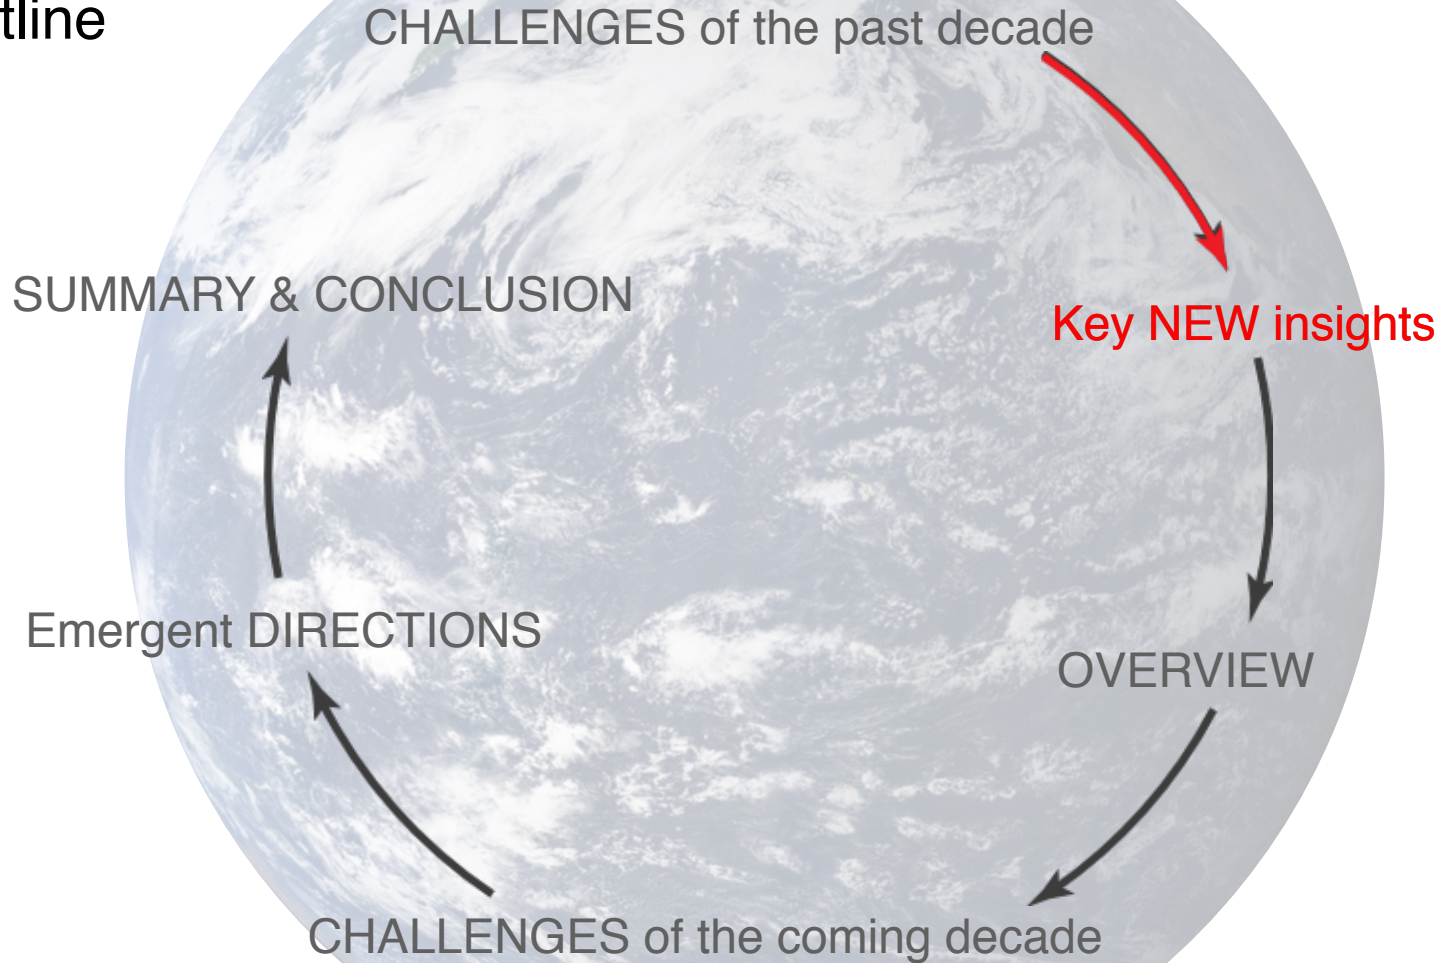 tline
CHALLENGES of the past decade
Key NEW insights
OVERVIEW
CHALLENGES of the coming decade
Emergent DIRECTIONS
SUMMARY & CONCLUSION